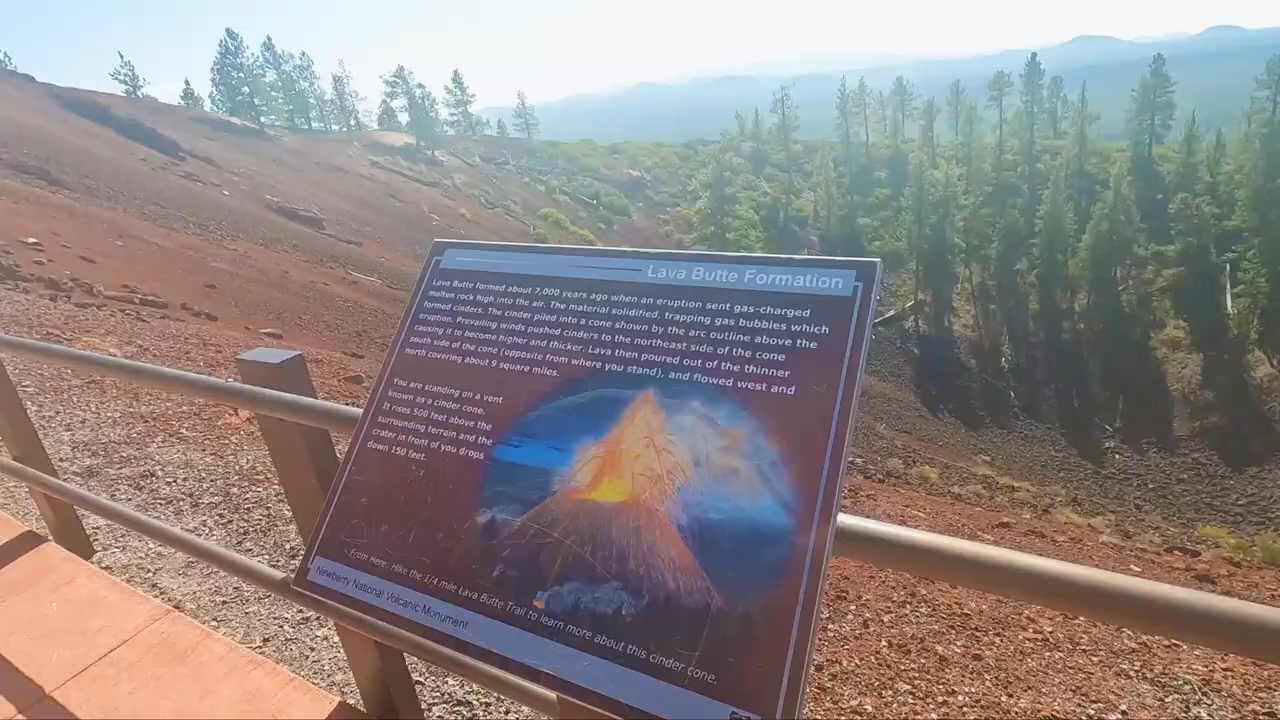 Lava Butte Formation
Lava Butte formed about 7,000 years ago when an eruption sent gas-charged
molten rock high into the air. The material solidified, trapping gas bubbles which
formed cinders. The cinder piled into a cone shown by the arc outline above the
eruption. Prevailing winds pushed cinders to the northeast side of the cone
causing it to become higher and thicker. Lava then poured out of the thinner
south side of the cone (opposite from where you stand), and flowed west and
north covering about 9 square miles.
You are standing on a vent
known as a cinder cone.
It rises 500 feet above the
surrounding terrain and the
crater in front of you drops
down 150 feet.
From Here: Hike the 1/4 mile Lava Butte Trail to learn more about this cinder cone.
Newberry National Volcanic Monument